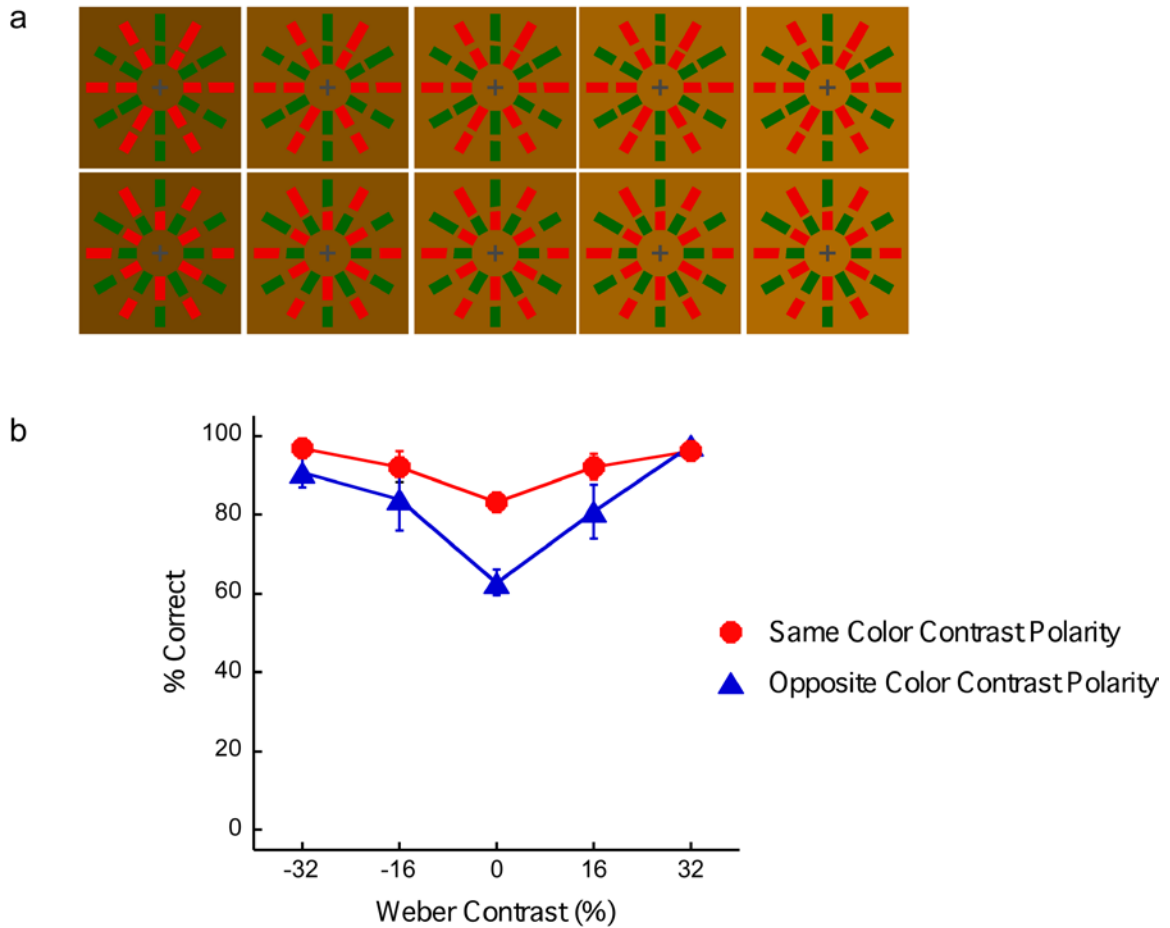 a
b
100
80
60
40
20
0
% Correct
-32 -16 0 16 32
Weber Contrast (%)
Same Color Contrast Polarity
Opposite Color Contrast Polarity